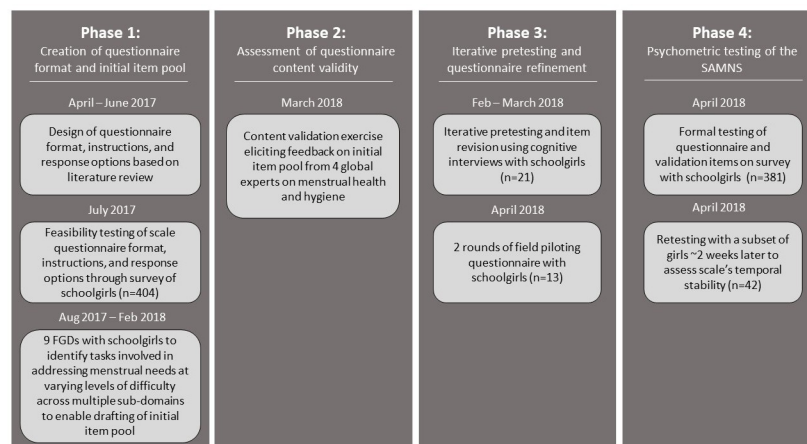 Phase 1:
Creation of questionnaire
format and initial item pool
April – June 2017
Design of questionnaire
format, instructions, and
response options based on
literature review
July 2017
Feasibility testing of scale
questionnaire format,
instructions, and response
options through survey of
schoolgirls (n=404)
Aug 2017 – Feb 2018
9 FGDs with schoolgirls to
identify tasks involved in
addressing menstrual needs at
varying levels of difficulty
across multiple sub-domains
to enable drafting of initial
item pool
Phase 2:
Assessment of questionnaire
content validity
March 2018
Content validation exercise
eliciting feedback on initial
item pool from 4 global
experts on menstrual health
and hygiene
Phase 3:
Iterative pretesting and
questionnaire refinement
Feb – March 2018
Iterative pretesting and item
revision using cognitive
interviews with schoolgirls
(n=21)
April 2018
2 rounds of field piloting
questionnaire with
schoolgirls (n=13)
Phase 4:
Psychometric testing of the
SAMNS
April 2018
Formal testing of
questionnaire and
validation items on survey
with schoolgirls (n=381)
April 2018
Retesting with a subset of
girls ~2 weeks later to
assess scale's temporal
stability (n=42)